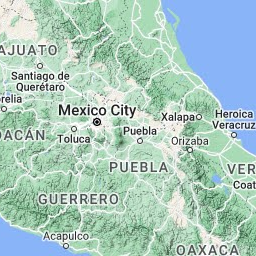 AJUATO
Santiago de
Querétaro
relia
Mexico City
Xalapa
Heroica
Veracruz
OACÁN
Toluca
Puebla
Orizaba
PUEBLA
VER
Coat
GUERRERO
Acapulco
OAXACA